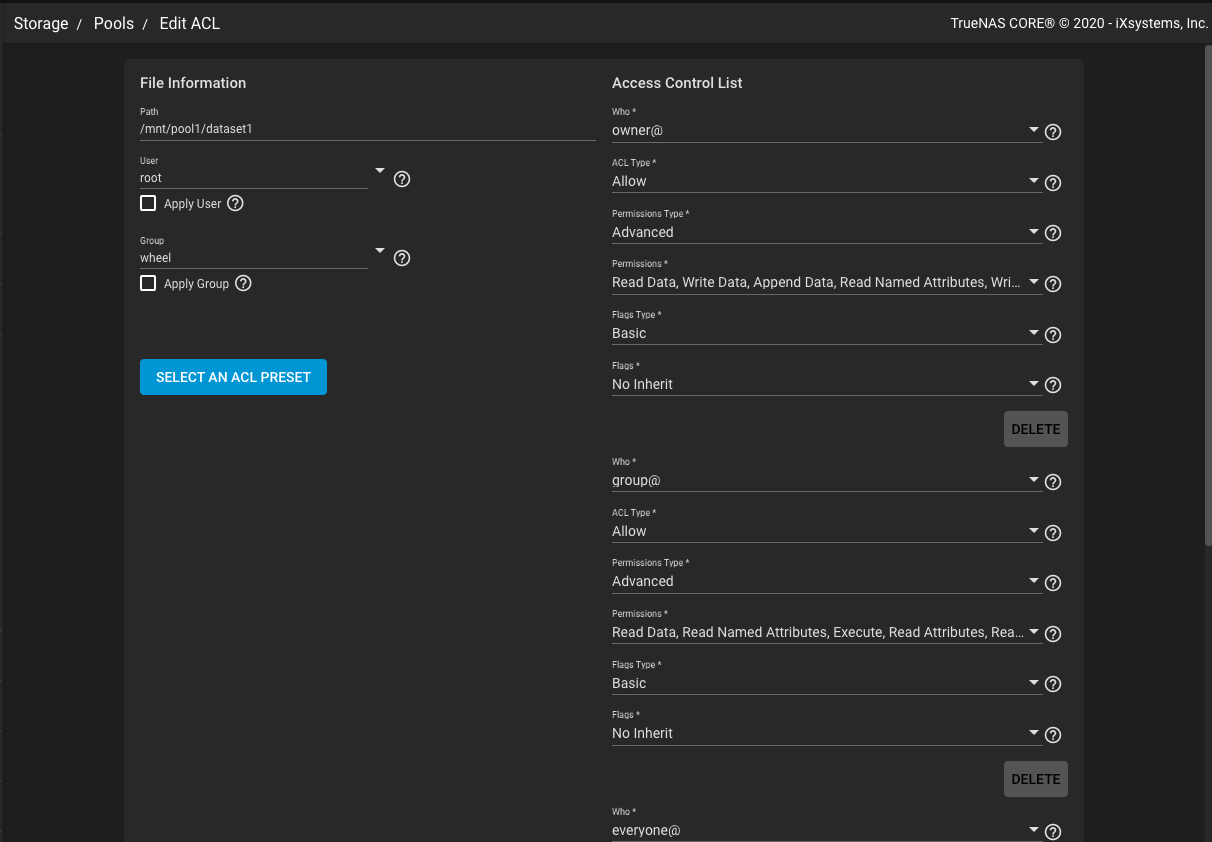 Storage / Pools / Edit ACL
TrueNAS CORE® © 2020 - iXsystems, Inc.
File Information
Path
/mnt/pool1/dataset1
User
root
Apply User
Group
wheel
Apply Group
SELECT AN ACL PRESET
Access Control List
Who *
owner@
ACL Type *
Allow
Permissions Type *
Advanced
Permissions *
Read Data, Write Data, Append Data, Read Named Attributes, Wri...
Flags Type *
Basic
Flags *
No Inherit
DELETE
Who *
group@
ACL Type *
Allow
Permissions Type *
Advanced
Permissions *
Read Data, Read Named Attributes, Execute, Read Attributes, Rea...
Flags Type *
Basic
Flags *
No Inherit
DELETE
Who *
everyone@